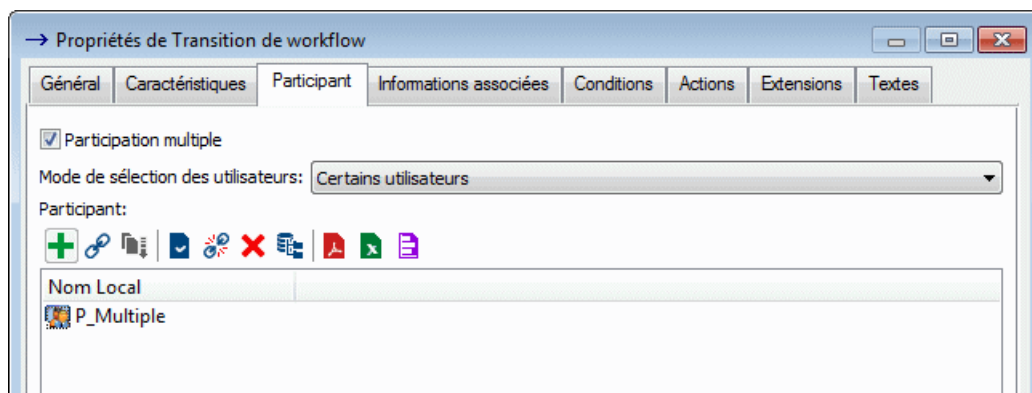 Propriétés de Transition de workflow
Général Caractéristiques Participant Informations associées Conditions Actions Extensions Textes
Participation multiple
Mode de sélection des utilisateurs: Certains utilisateurs
Participant:
Nom Local
P_Multiple